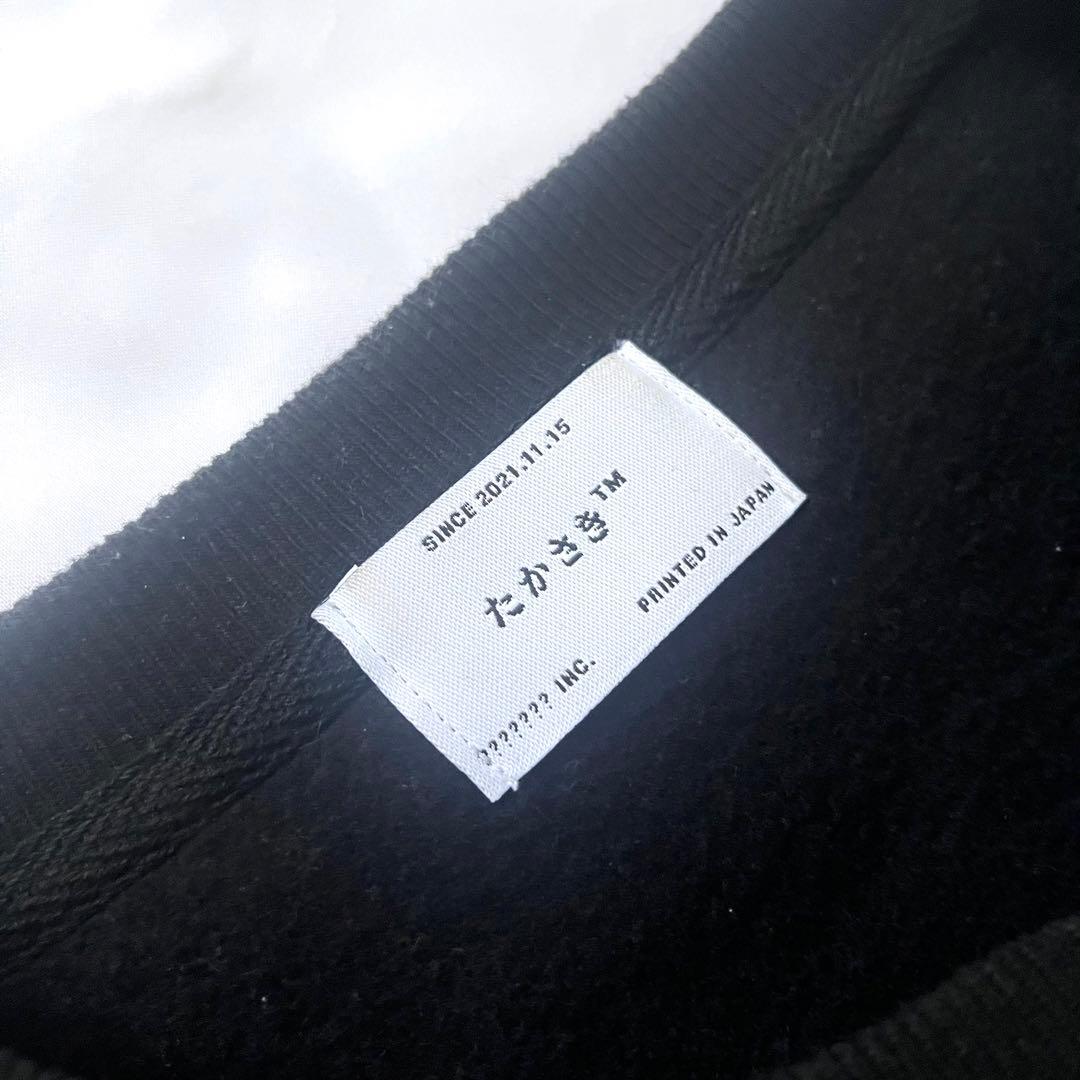 SINCE 2021.11.15
たかさき™
??????? INC.
PRINTED IN JAPAN